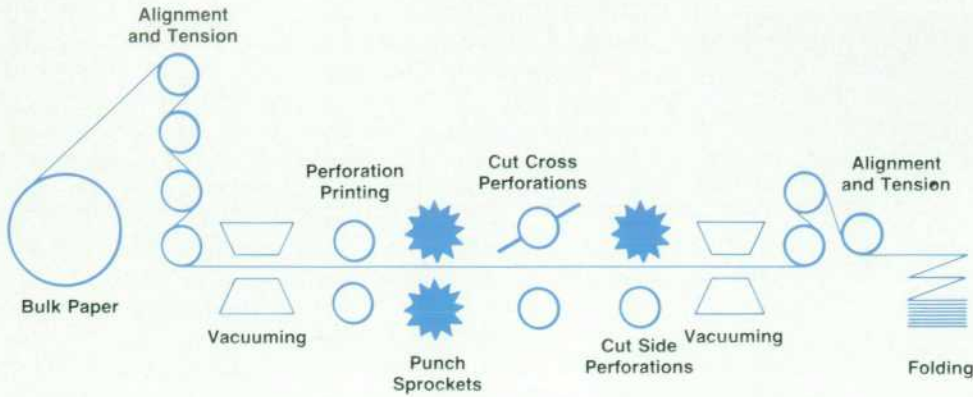 Alignment
and Tension
Perforation
Printing
Cut Cross
Perforations
Alignment
and Tension
Bulk Paper
Vacuuming
Punch
Sprockets
Cut Side
Perforations
Vacuuming
Folding